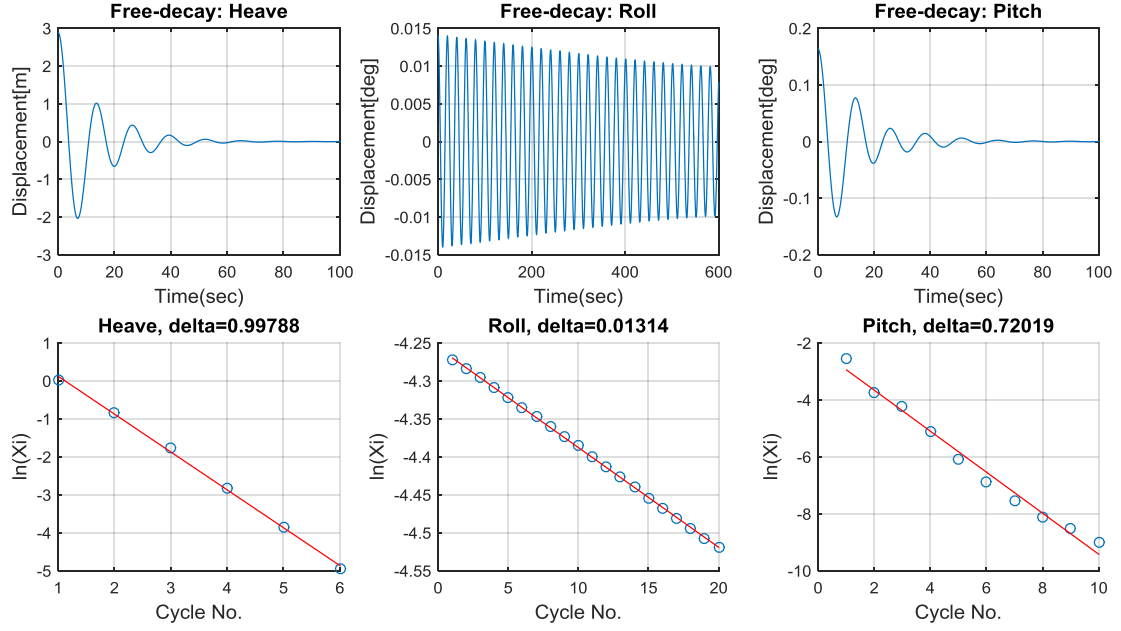 Free-decay: Heave
Displacement[m]
3
2
1
0
-1
-2
-3
0 20 40 60 80 100
Time(sec)
Free-decay: Roll
Displacement[deg]
0.015
0.01
0.005
0
-0.005
-0.01
-0.015
0 200 400 600
Time(sec)
Free-decay: Pitch
Displacement[deg]
0.2
0.1
0
-0.1
-0.2
0 20 40 60 80 100
Time(sec)
Heave, delta=0.99788
ln(Xi)
1
0
-1
-2
-3
-4
-5
1 2 3 4 5 6
Cycle No.
Roll, delta=0.01314
ln(Xi)
-4.25
-4.3
-4.35
-4.4
-4.45
-4.5
-4.55
0 5 10 15 20
Cycle No.
Pitch, delta=0.72019
ln(Xi)
-2
-4
-6
-8
-10
0 2 4 6 8 10
Cycle No.